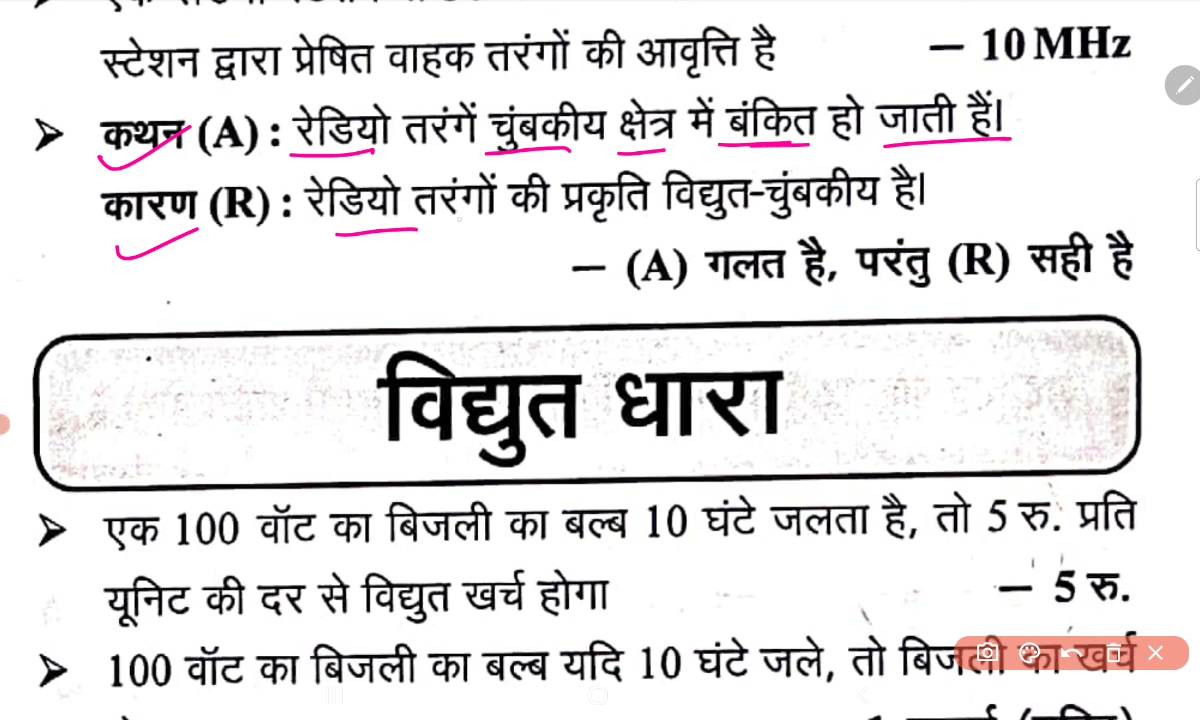 स्टेशन द्वारा प्रेषित वाहक तरंगों की आवृत्ति है – 10 MHz
➤ कथन (A) : रेडियो तरंगें चुंबकीय क्षेत्र में बंकित हो जाती हैं।
कारण (R) : रेडियो तरंगों की प्रकृति विद्युत-चुंबकीय है।
– (A) गलत है, परंतु (R) सही है
विद्युत धारा
➤ एक 100 वॉट का बिजली का बल्ब 10 घंटे जलता है, तो 5 रु. प्रति
यूनिट की दर से विद्युत खर्च होगा – 5 रु.
➤ 100 वॉट का बिजली का बल्ब यदि 10 घंटे जले, तो बिजली का खर्च